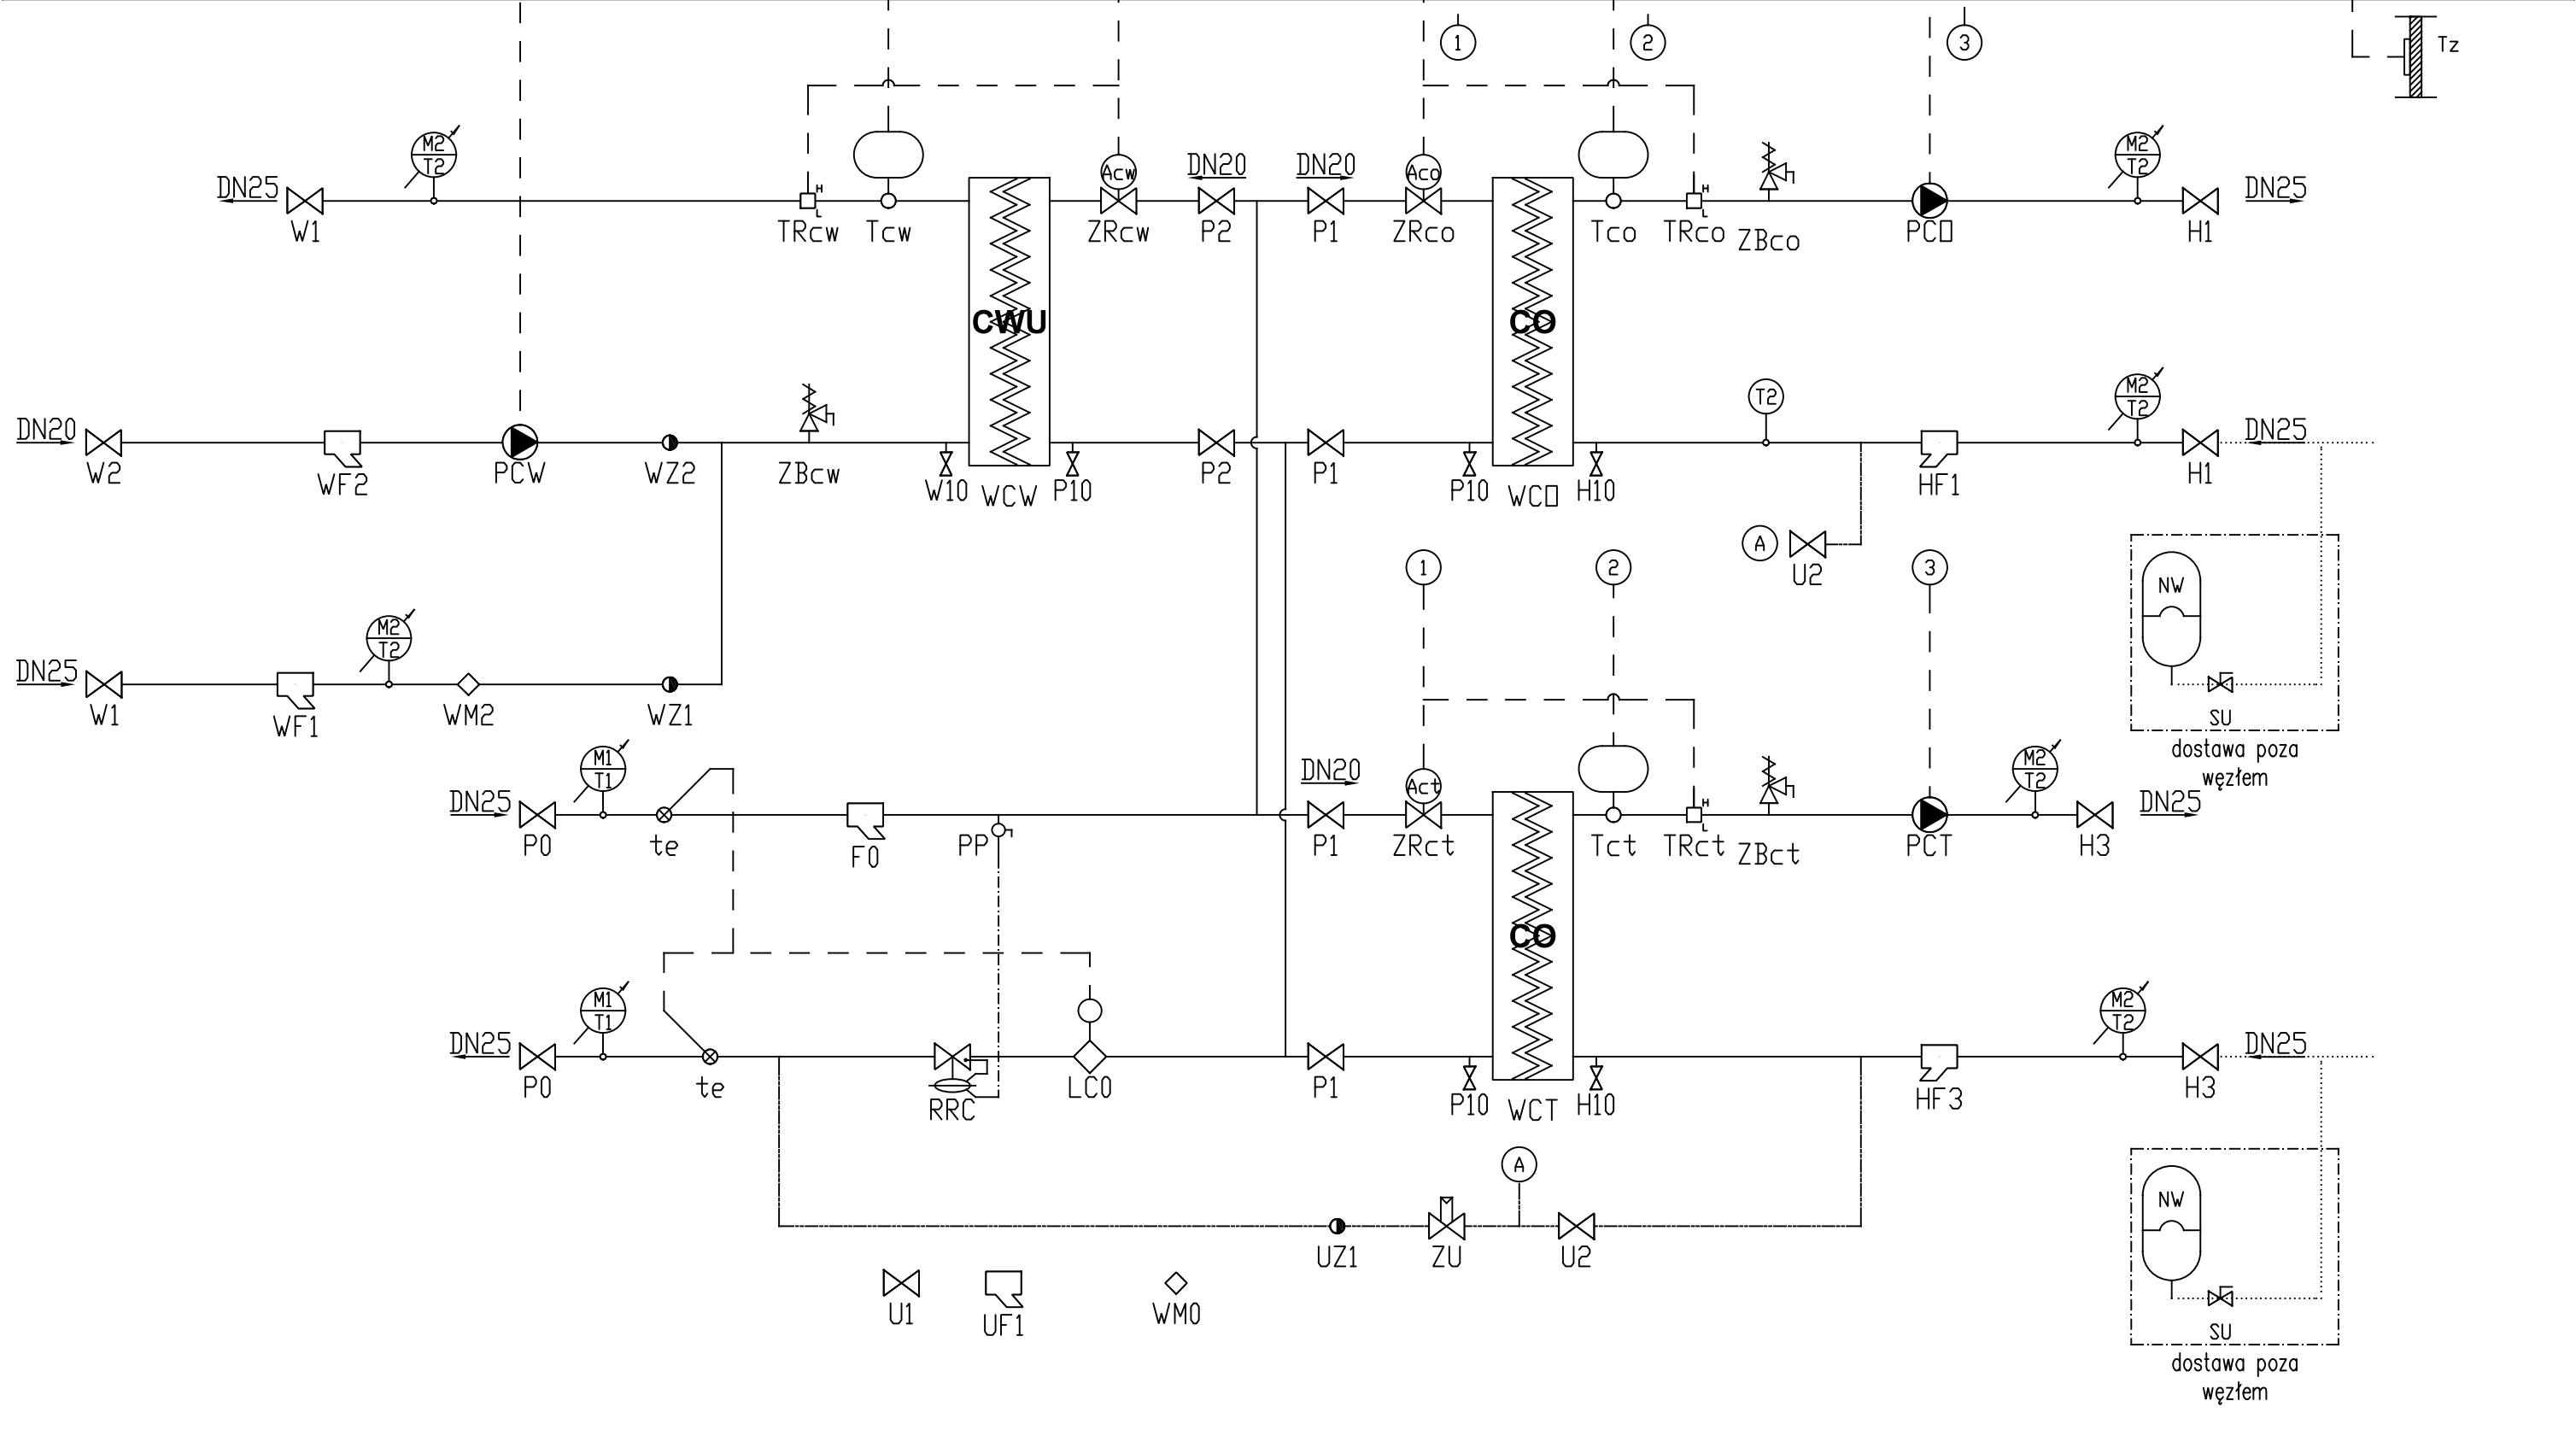 1
2
3
Tz
M2
T2
M2
T2
DN25
DN20
DN20
DN25
Acw
Aco
W1
TRcw
Tcw
ZRcw
P2
P1
ZRco
Tco
TRco
ZBco
PCO
H1
CWU
CO
M2
T2
T2
DN20
DN25
W2
WF2
PCW
WZ2
ZBcw
W10
WCW
P10
P2
P1
P10
WCO
H10
HF1
H1
A
U2
1
2
3
NW
SU
dostawa poza
węzłem
M2
T2
DN25
W1
WF1
WM2
WZ1
M1
T1
M2
T2
DN25
DN20
Act
DN25
P0
te
F0
PP
P1
ZRct
Tct
TRct
ZBct
PCT
H3
CO
M1
T1
M2
T2
DN25
DN25
P0
te
RRC
LC0
P1
P10
WCT
H10
HF3
H3
A
NW
UZ1
ZU
U2
U1
UF1
WM0
SU
dostawa poza
węzłem